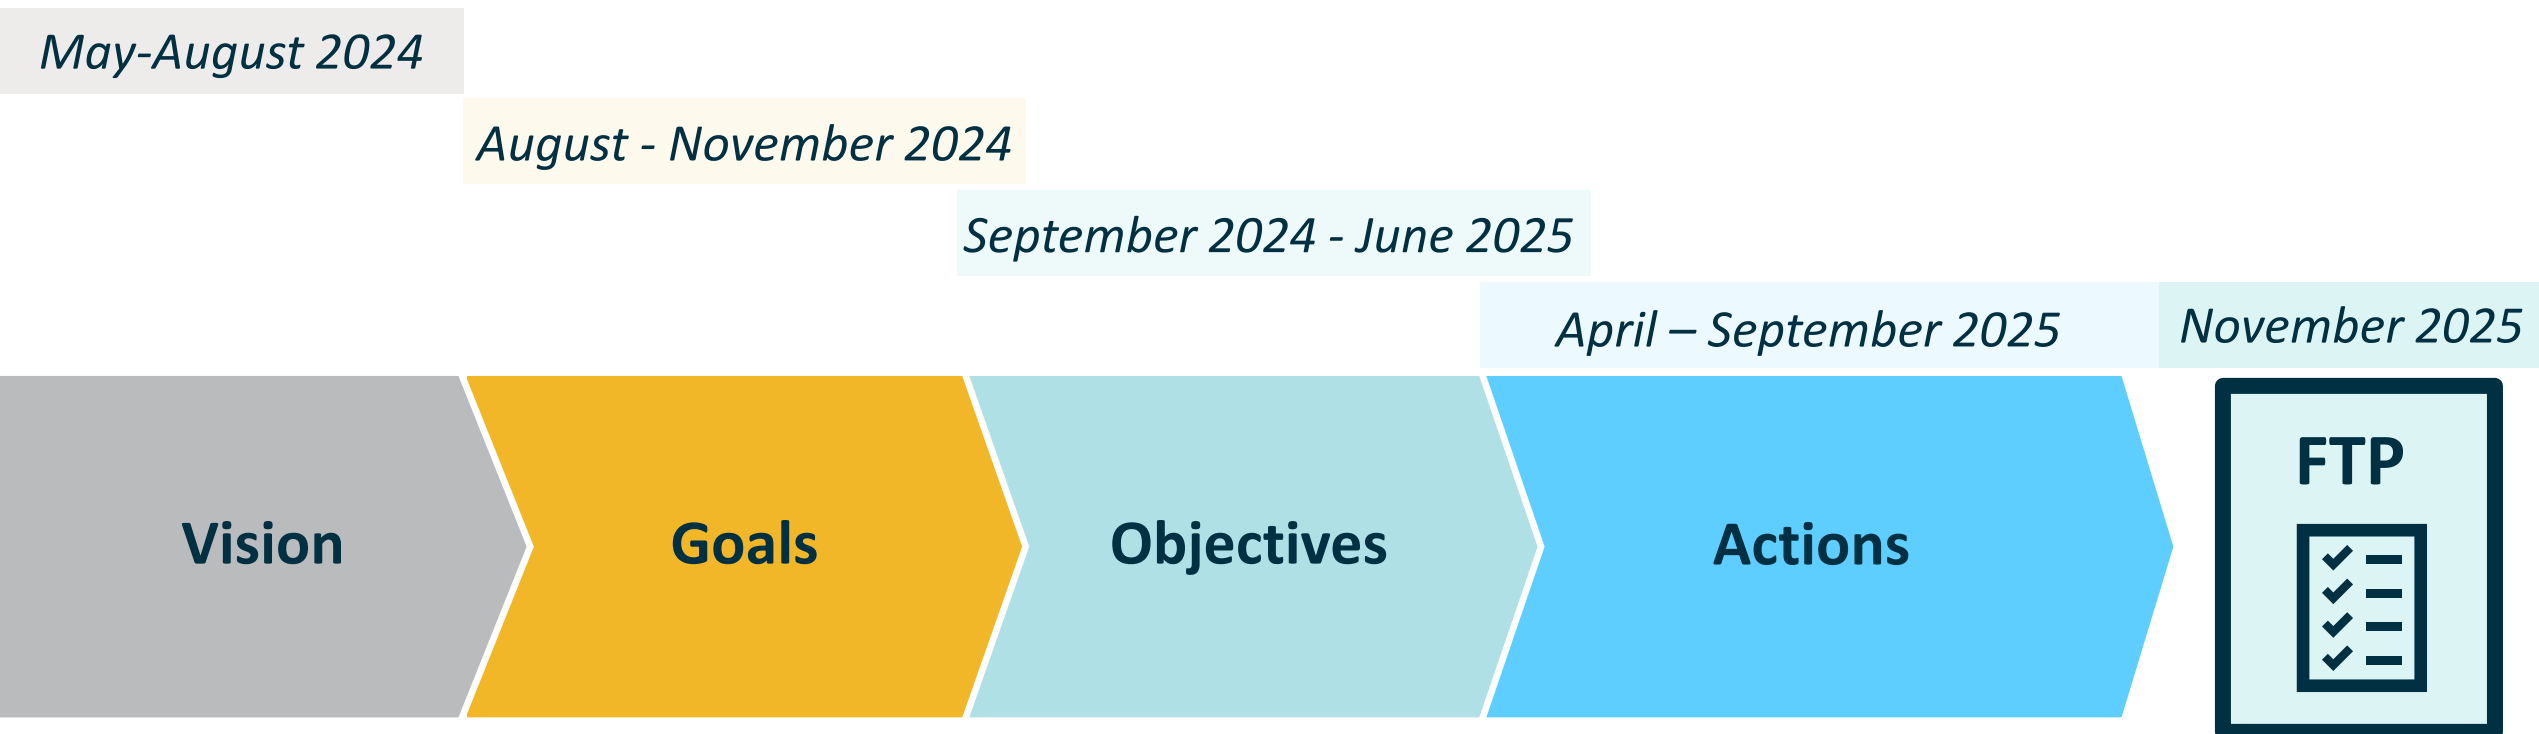 May-August 2024
August - November 2024
September 2024 - June 2025
April – September 2025
November 2025
Vision
Goals
Objectives
Actions
FTP